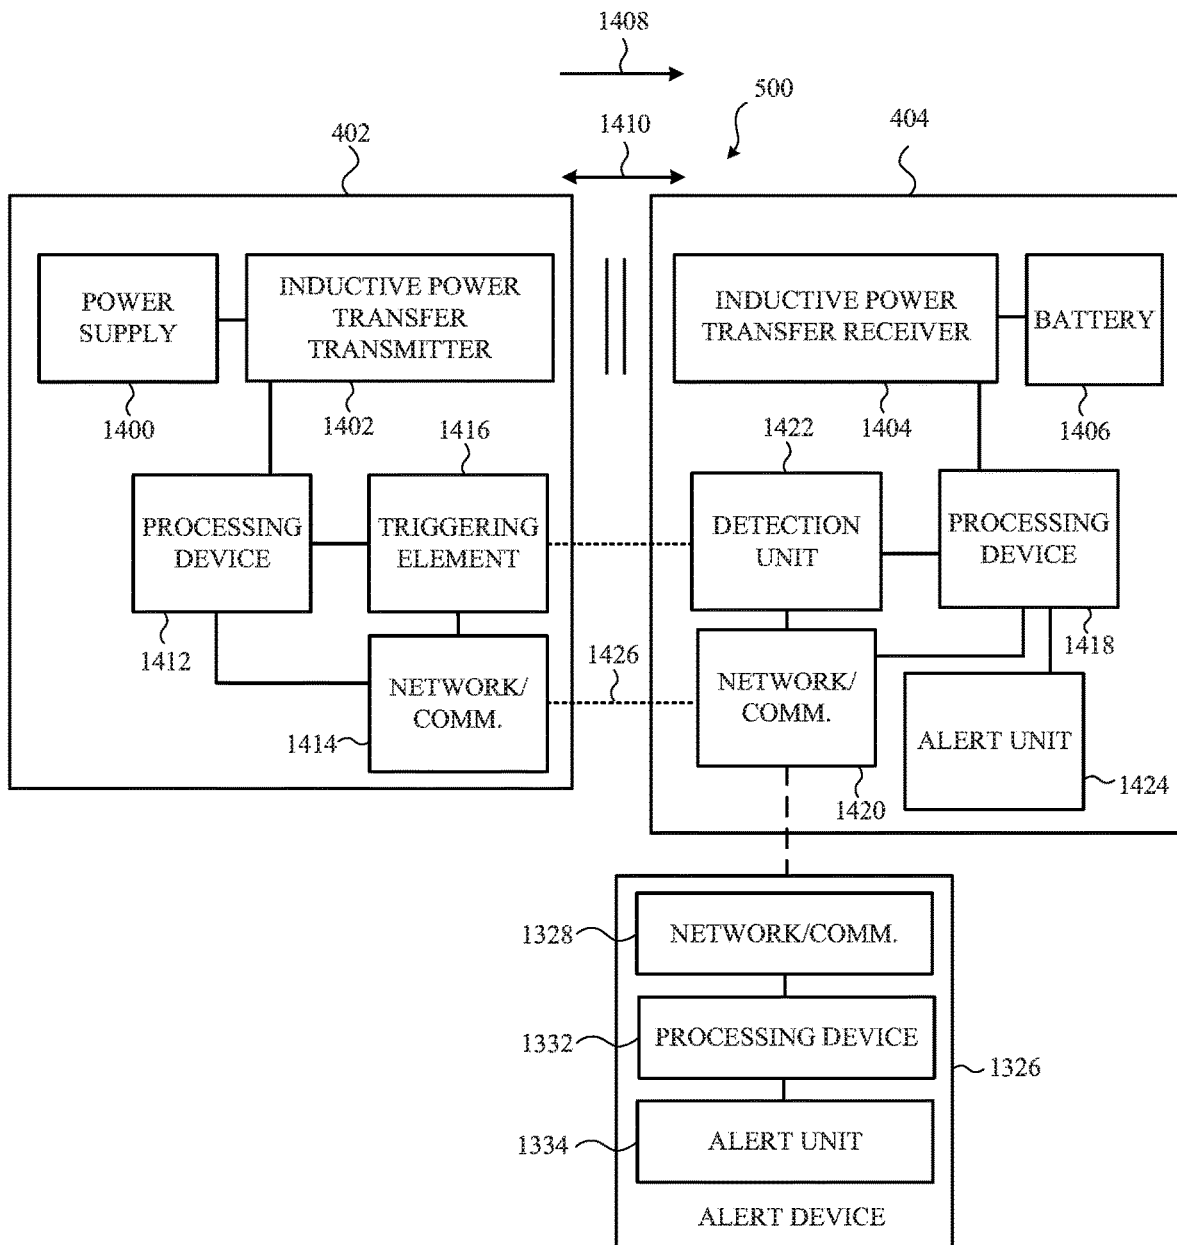 1408
500
402
1410
404
POWER
SUPPLY
INDUCTIVE POWER
TRANSFER
TRANSMITTER
INDUCTIVE POWER
TRANSFER RECEIVER
BATTERY
1400
1402
1416
1422
1404
1406
PROCESSING
DEVICE
TRIGGERING
ELEMENT
DETECTION
UNIT
PROCESSING
DEVICE
1412
1426
1418
NETWORK/
COMM.
NETWORK/
COMM.
ALERT UNIT
1414
1420
1424
1328
NETWORK/COMM.
1332
PROCESSING DEVICE
1326
1334
ALERT UNIT
ALERT DEVICE